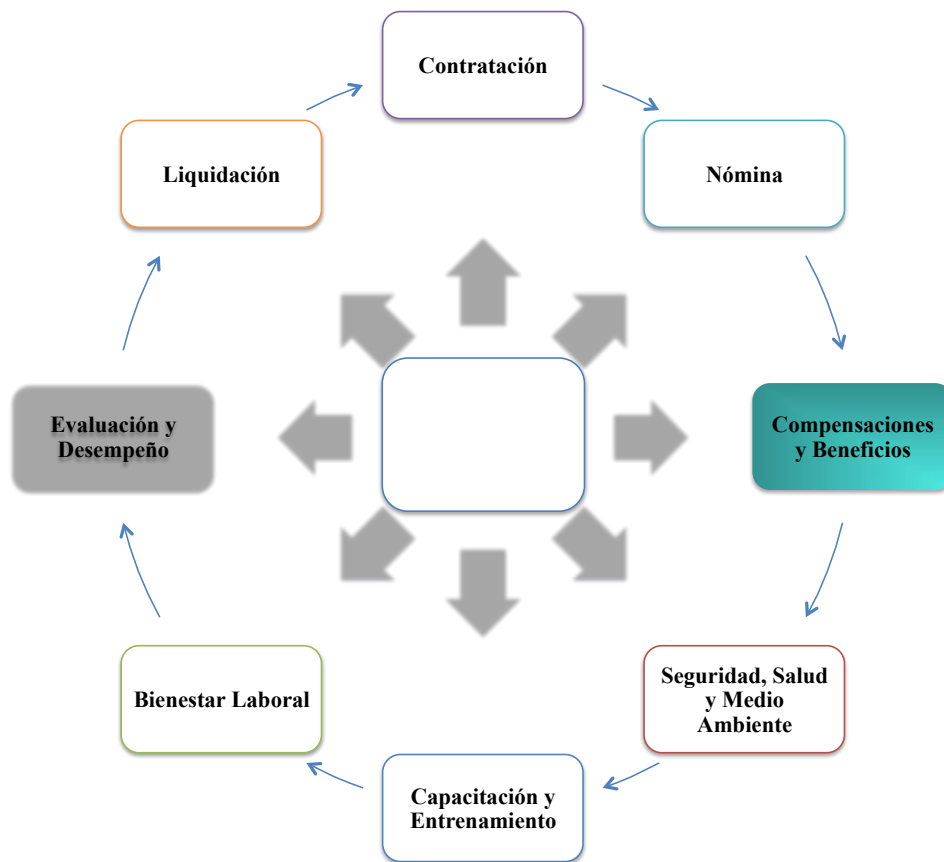 Contratación
Liquidación
Nómina
Evaluación y
Desempeño
Compensaciones
y Beneficios
Bienestar Laboral
Seguridad, Salud
y Medio
Ambiente
Capacitación y
Entrenamiento